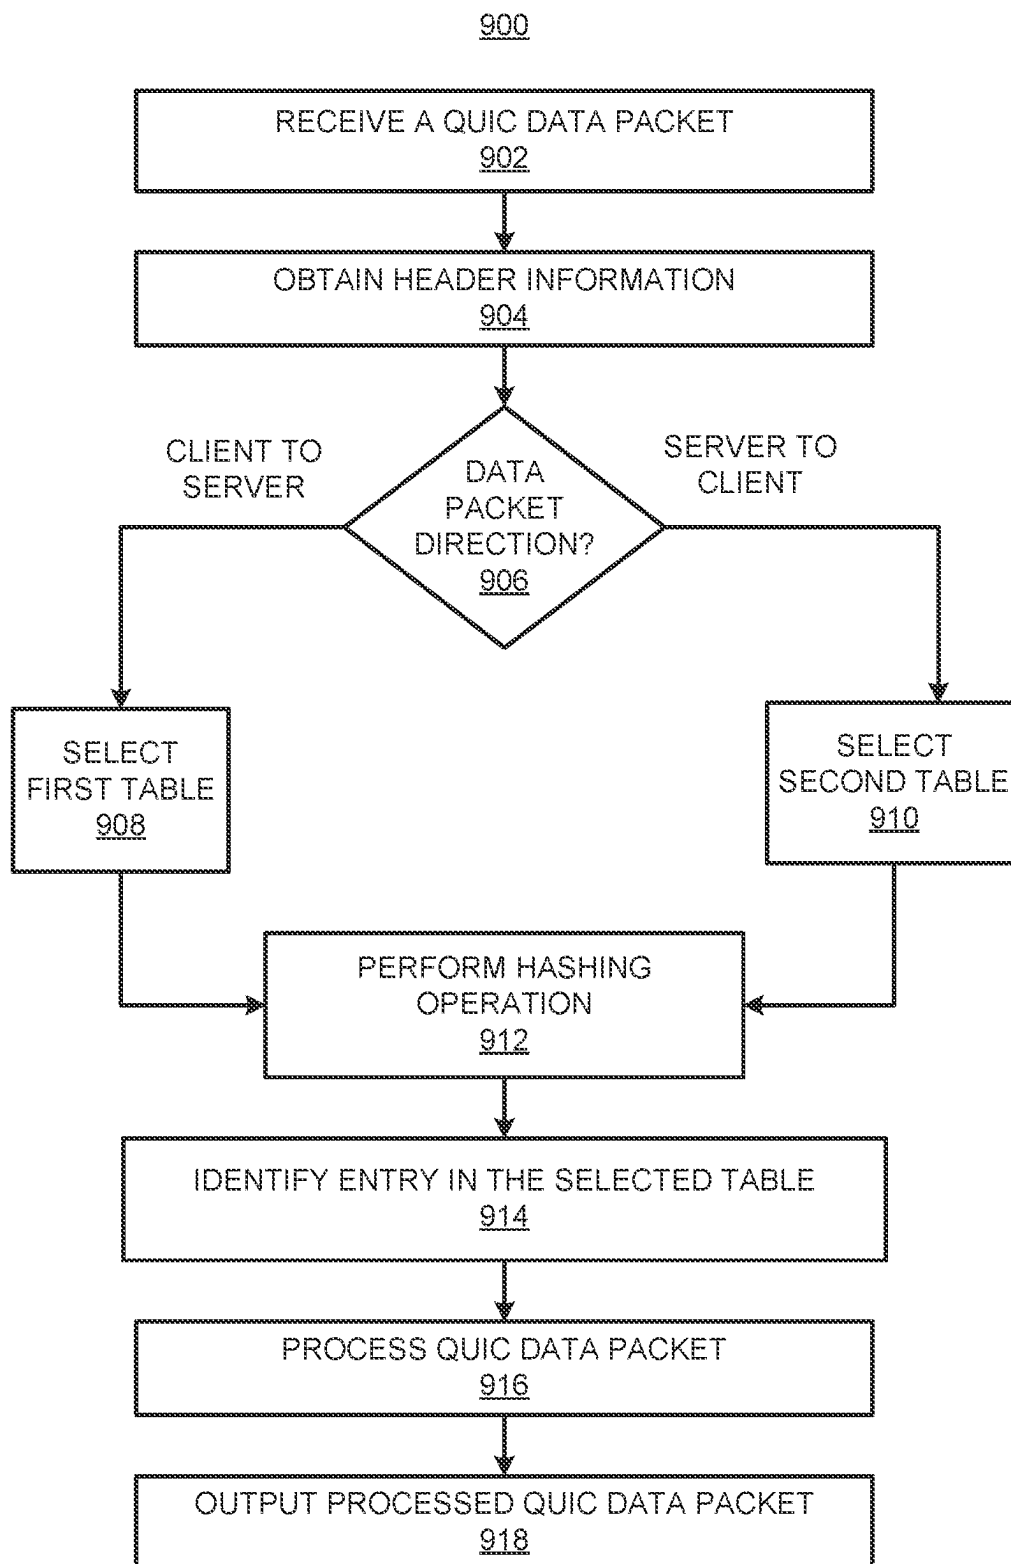 900
RECEIVE A QUIC DATA PACKET
902
OBTAIN HEADER INFORMATION
904
CLIENT TO
SERVER
DATA
PACKET
DIRECTION?
906
SERVER TO
CLIENT
SELECT
FIRST TABLE
908
SELECT
SECOND TABLE
910
PERFORM HASHING
OPERATION
912
IDENTIFY ENTRY IN THE SELECTED TABLE
914
PROCESS QUIC DATA PACKET
916
OUTPUT PROCESSED QUIC DATA PACKET
918